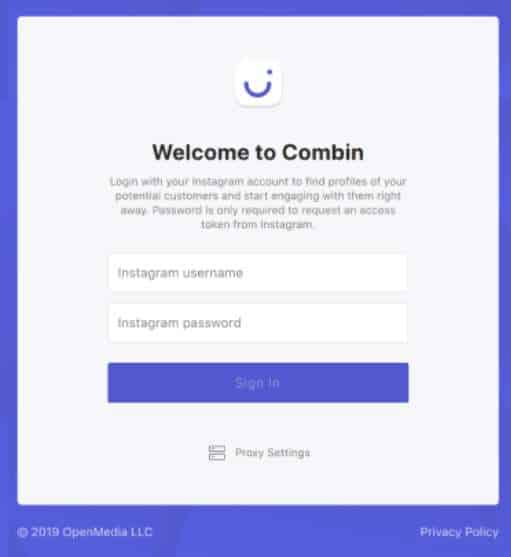 Welcome to Combin
Login with your Instagram account to find profiles of your
potential customers and start engaging with them right
away. Password is only required to request an access
token from Instagram.
Instagram username
Instagram password
Sign In
Proxy Settings
© 2019 OpenMedia LLC
Privacy Policy